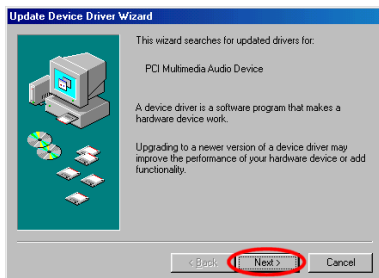 Update Device Driver Wizard
This wizard searches for updated drivers for:
PCI Multimedia Audio Device
A device driver is a software program that makes a
hardware device work.
Upgrading to a newer version of a device driver may
improve the performance of your hardware device or add
functionality.
< Back
Next >
Cancel